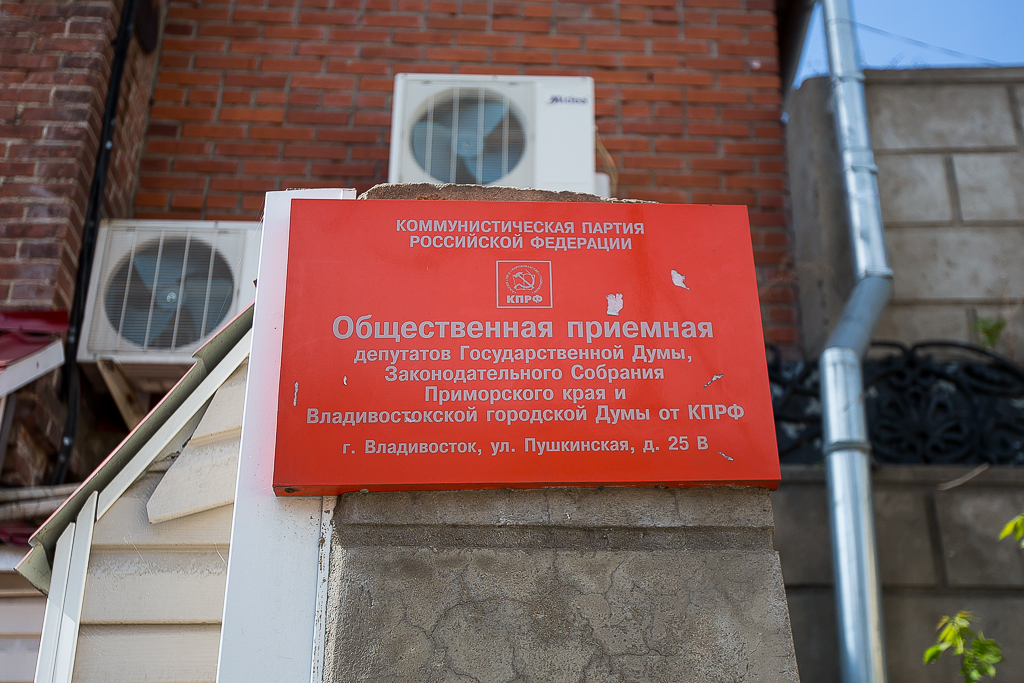 Midea
КОММУНИСТИЧЕСКАЯ ПАРТИЯ
РОССИЙСКОЙ ФЕДЕРАЦИИ
КПРФ
Общественная приемная
депутатов Государственной Думы,
Законодательного Собрания
Приморского края и
Владивостокской городской Думы от КПРФ
г. Владивосток, ул. Пушкинская, д. 25 В